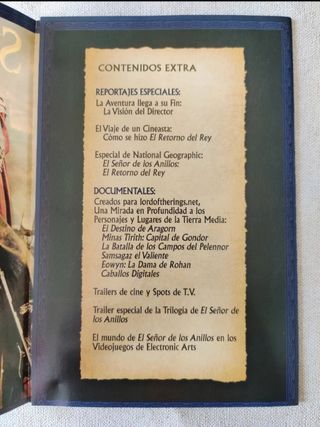 CONTENIDOS EXTRA
REPORTAJES ESPECIALES:
La Aventura llega a su Fin:
La Visión del Director
El Viaje de un Cineasta:
Cómo se hizo El Retorno del Rey
Especial de National Geographic:
El Señor de los Anillos:
El Retorno del Rey
DOCUMENTALES:
Creados para lordoftherings.net,
Una Mirada en Profundidad a los
Personajes y Lugares de la Tierra Media:
El Destino de Aragorn
Minas Tirith: Capital de Gondor
La Batalla de los Campos del Pelennor
Samsagaz el Valiente
Eowyn: La Dama de Rohan
Caballos Digitales
Trailers de cine y Spots de T.V.
Trailer especial de la Trilogía de El Señor de
los Anillos
El mundo de El Señor de los Anillos en los
Videojuegos de Electronic Arts